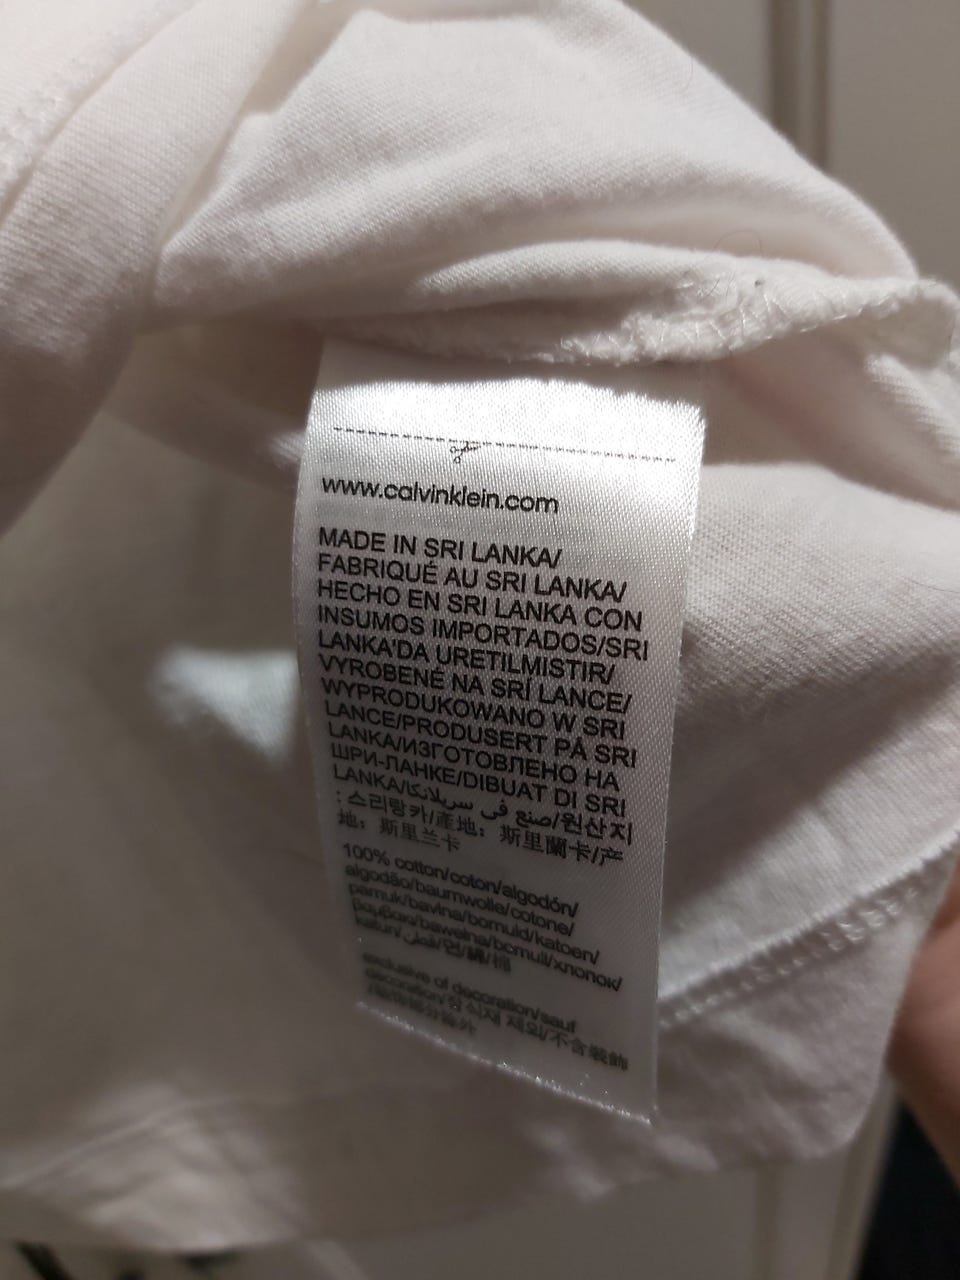 www.calvinklein.com
MADE IN SRI LANKA/
FABRIQUÉ AU SRI LANKA/
HECHO EN SRI LANKA CON
INSUMOS IMPORTADOS/SRI
LANKA'DA URETILMISTIR/
VYROBENÉ NA SRÍ LANCE/
WYPRODUKOWANO W SRI
LANCE/PRODUSERT PÅ SRI
LANKA/ИЗГОТОВЛЕНО НА
ШРИ-ЛАНКЕ/DIBUAT DI SRI
LANKA/صنع في سريلانكا/원산지
: 스리랑카/產地：斯里蘭卡/产
地：斯里兰卡
100% cotton/coton/algodón/
algodão/baumwolle/cotone/
pamuk/bavlna/bomuld/katoen/
βαμβακι/bawełna/bomull/хлопок/
katun/قطن/면/綿/棉
exclusive of decoration/sauf
décoration/장식재 제외/不含裝飾